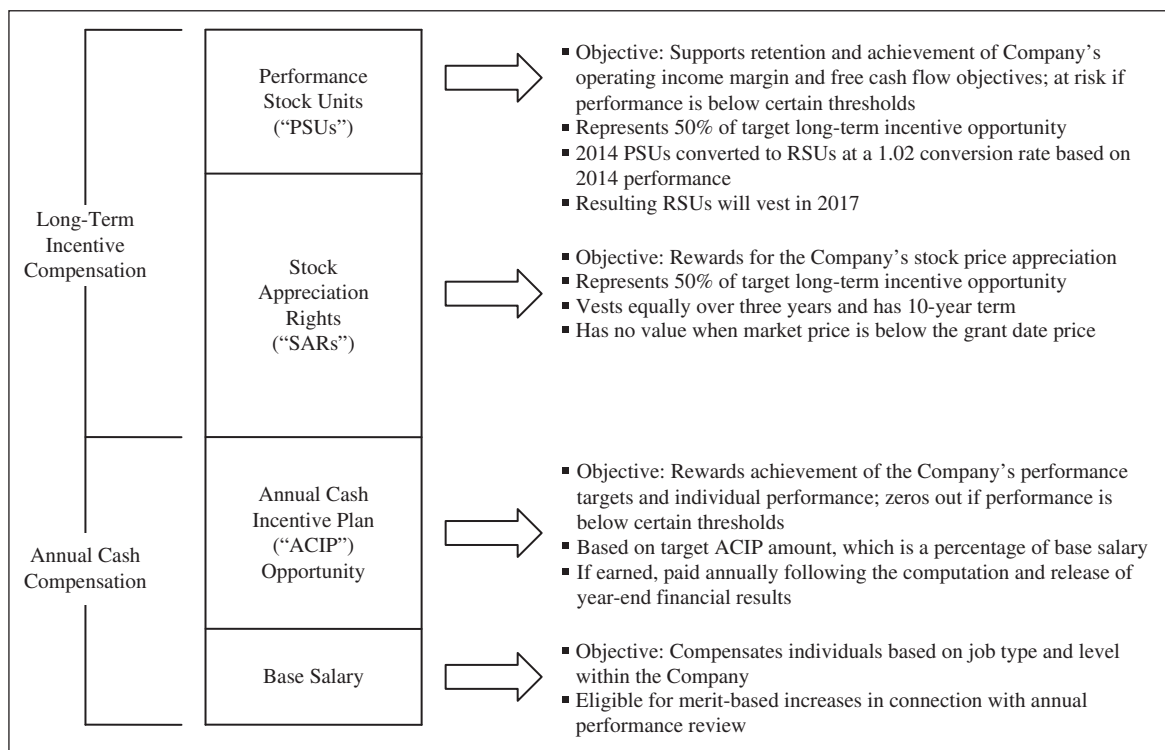 Long-Term
Incentive
Compensation
Performance
Stock Units
(“PSUs”)
▪ Objective: Supports retention and achievement of Company’s
operating income margin and free cash flow objectives; at risk if
performance is below certain thresholds
▪ Represents 50% of target long-term incentive opportunity
▪ 2014 PSUs converted to RSUs at a 1.02 conversion rate based on
2014 performance
▪ Resulting RSUs will vest in 2017
Stock
Appreciation
Rights
(“SARs”)
▪ Objective: Rewards for the Company’s stock price appreciation
▪ Represents 50% of target long-term incentive opportunity
▪ Vests equally over three years and has 10-year term
▪ Has no value when market price is below the grant date price
Annual Cash
Compensation
Annual Cash
Incentive Plan
(“ACIP”)
Opportunity
▪ Objective: Rewards achievement of the Company’s performance
targets and individual performance; zeros out if performance is
below certain thresholds
▪ Based on target ACIP amount, which is a percentage of base salary
▪ If earned, paid annually following the computation and release of
year-end financial results
Base Salary
▪ Objective: Compensates individuals based on job type and level
within the Company
▪ Eligible for merit-based increases in connection with annual
performance review